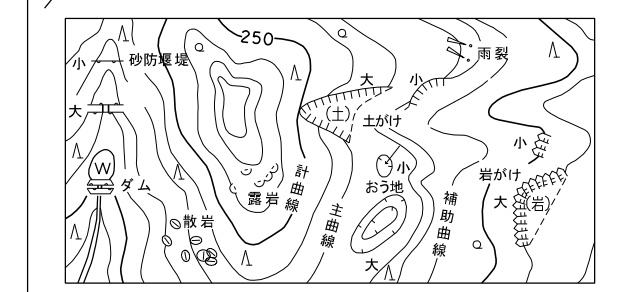 250
小
砂防堰堤
大
W
ダム
散岩
露岩
計曲線
主曲線
大
小
(土)
土がけ
雨裂
小
おう地
大
補助曲線
小
岩がけ
大
(岩)